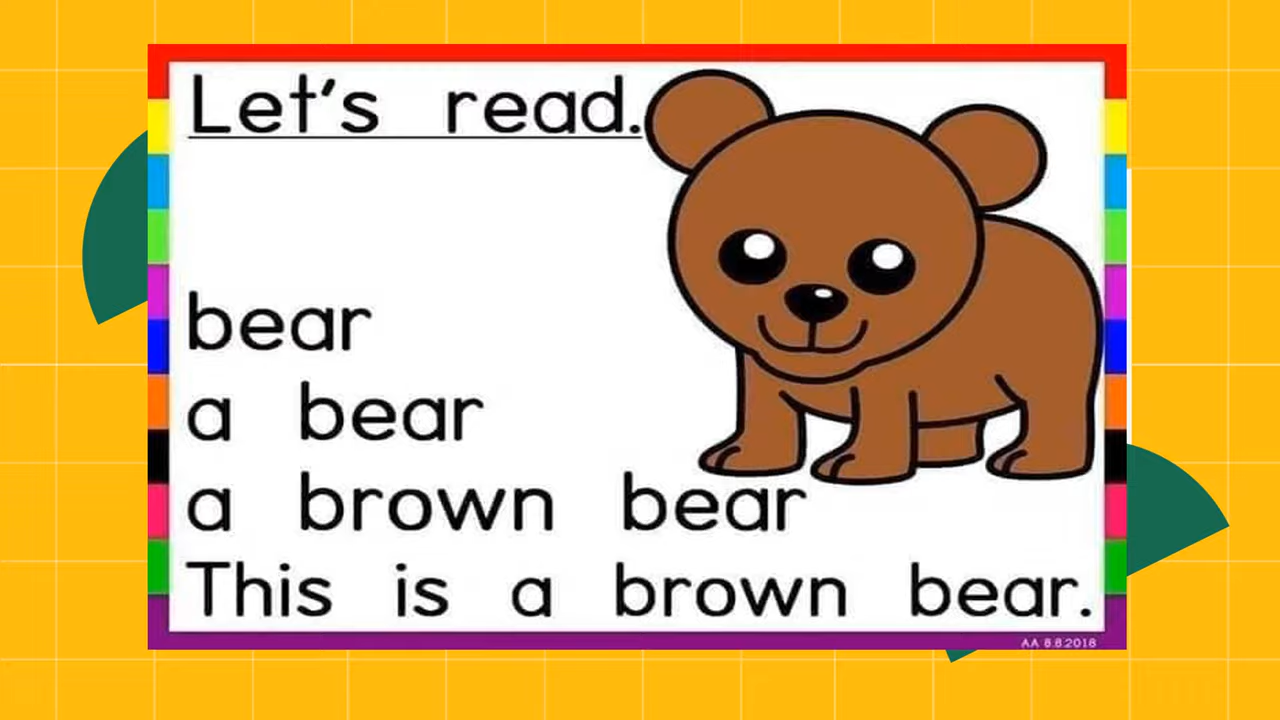 Let's read.
bear
a bear
a brown bear
This is a brown bear.
AA 8.8.2018